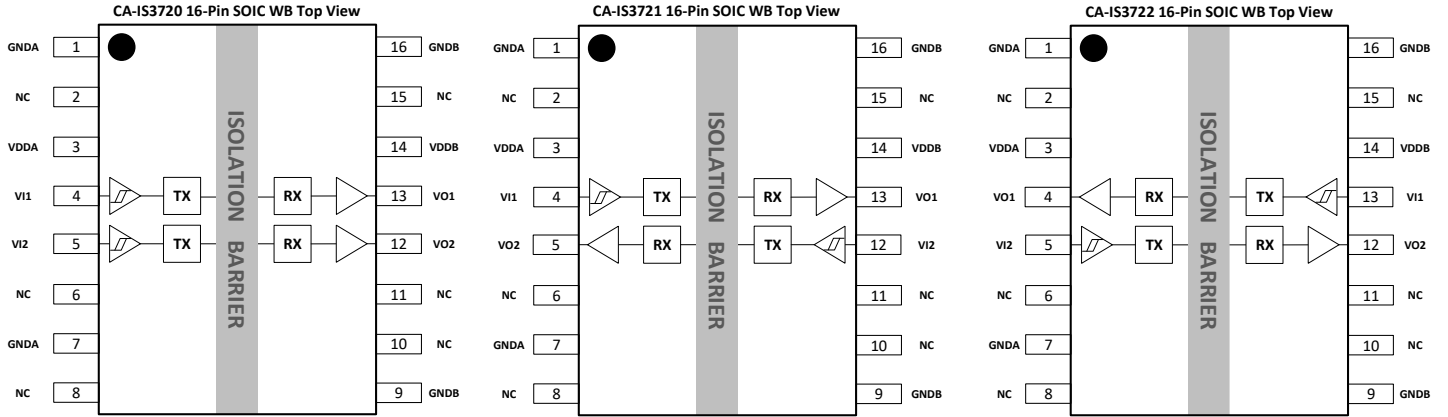 CA-IS3720 16-Pin SOIC WB Top View
GNDA 1 16 GNDB
NC 2 15 NC
VDDA 3 14 VDDB
VI1 4 TX RX 13 VO1
VI2 5 TX RX 12 VO2
NC 6 11 NC
GNDA 7 10 NC
NC 8 9 GNDB
ISOLATION BARRIER
CA-IS3721 16-Pin SOIC WB Top View
GNDA 1 16 GNDB
NC 2 15 NC
VDDA 3 14 VDDB
VI1 4 TX RX 13 VO1
VO2 5 RX TX 12 VI2
NC 6 11 NC
GNDA 7 10 NC
NC 8 9 GNDB
ISOLATION BARRIER
CA-IS3722 16-Pin SOIC WB Top View
GNDA 1 16 GNDB
NC 2 15 NC
VDDA 3 14 VDDB
VO1 4 RX TX 13 VI1
VI2 5 TX RX 12 VO2
NC 6 11 NC
GNDA 7 10 NC
NC 8 9 GNDB
ISOLATION BARRIER